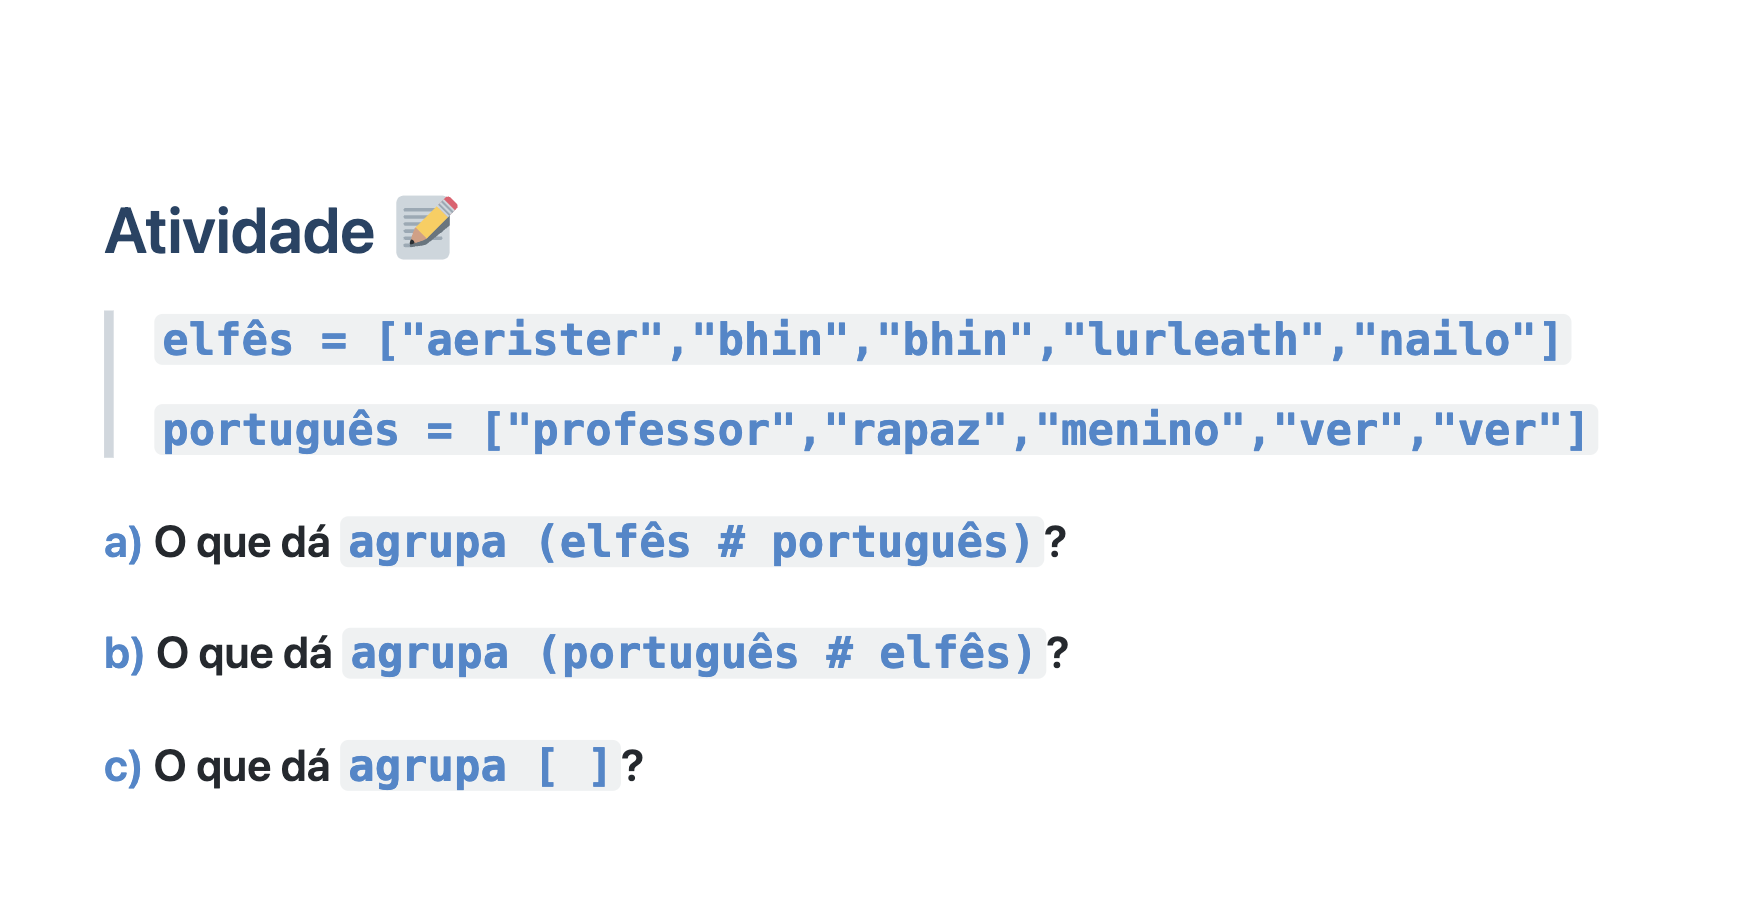 Atividade 📝
elfês = ["aerister","bhin","bhin","lurleath","nailo"]
português = ["professor","rapaz","menino","ver","ver"]
a) O que dá agrupa (elfês # português)?
b) O que dá agrupa (português # elfês)?
c) O que dá agrupa [ ]?